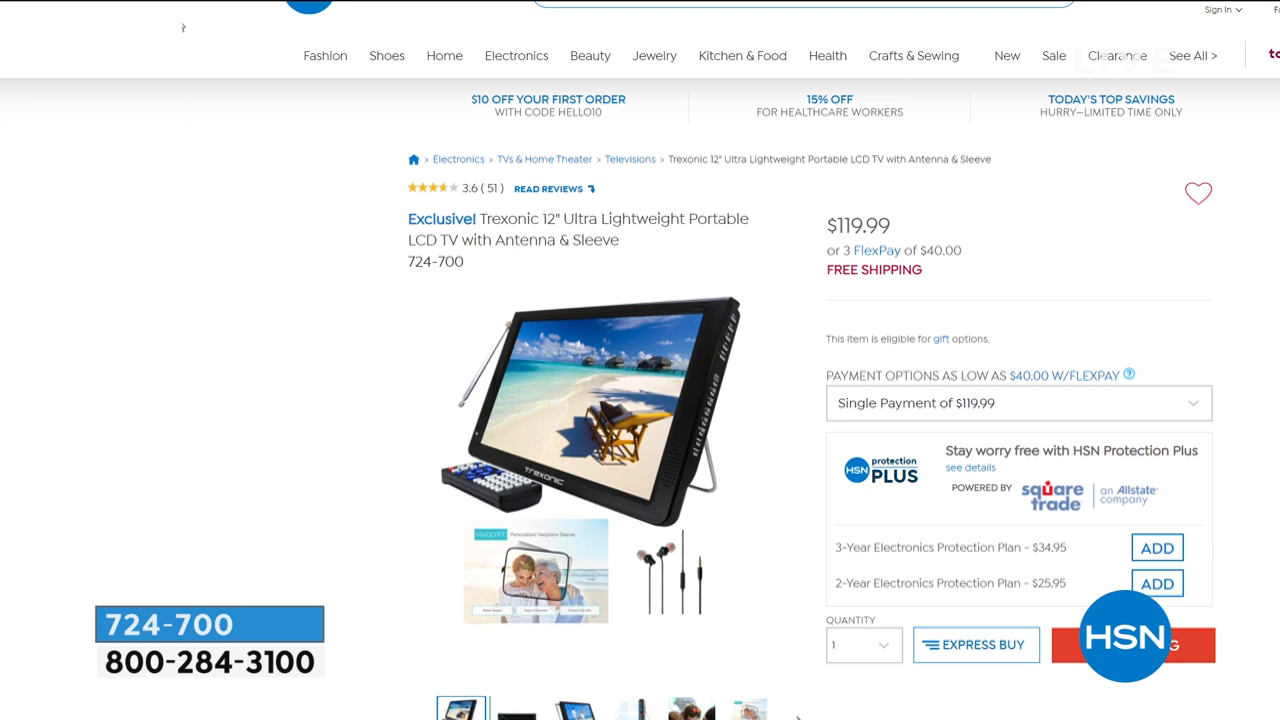 Sign In
Fashion Shoes Home Electronics Beauty Jewelry Kitchen & Food Health Crafts & Sewing New Sale Clearance See All >
LIVE
$10 OFF YOUR FIRST ORDER
WITH CODE HELLO10
15% OFF
FOR HEALTHCARE WORKERS
TODAY'S TOP SAVINGS
HURRY—LIMITED TIME ONLY
> Electronics > TVs & Home Theater > Televisions > Trexonic 12" Ultra Lightweight Portable LCD TV with Antenna & Sleeve
3.6 ( 51 ) READ REVIEWS
Exclusive! Trexonic 12" Ultra Lightweight Portable
LCD TV with Antenna & Sleeve
724-700
$119.99
or 3 FlexPay of $40.00
FREE SHIPPING
This item is eligible for gift options.
PAYMENT OPTIONS AS LOW AS $40.00 W/FLEXPAY ?
Single Payment of $119.99
HSN protection PLUS
Stay worry free with HSN Protection Plus
see details
POWERED BY square trade | an Allstate company
3-Year Electronics Protection Plan - $34.95 ADD
2-Year Electronics Protection Plan - $25.95 ADD
QUANTITY
1
EXPRESS BUY
G
HSN
Trexonic
vivoprint Personalized Neoprene Sleeves
724-700
800-284-3100